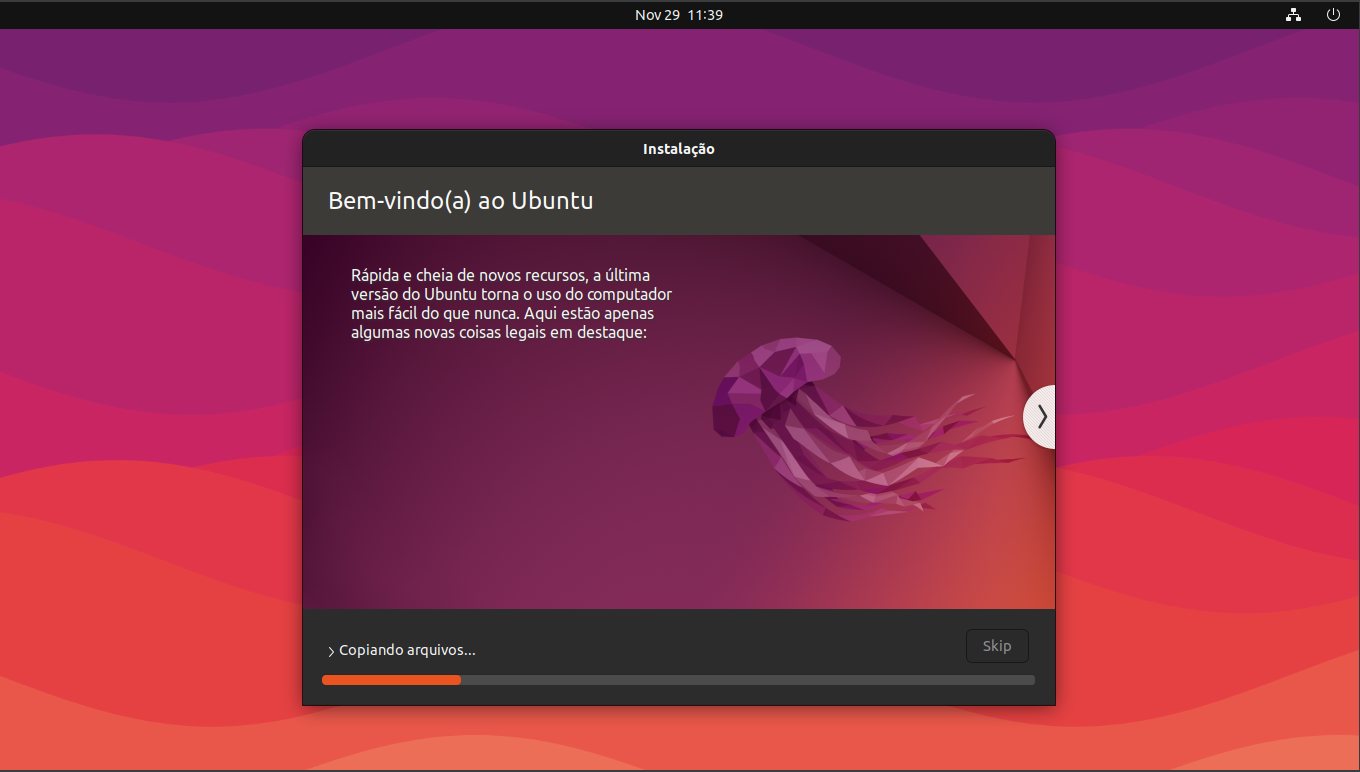 Nov 29 11:39
Instalação
Bem-vindo(a) ao Ubuntu
Rápida e cheia de novos recursos, a última
versão do Ubuntu torna o uso do computador
mais fácil do que nunca. Aqui estão apenas
algumas novas coisas legais em destaque:
Copiando arquivos...
Skip